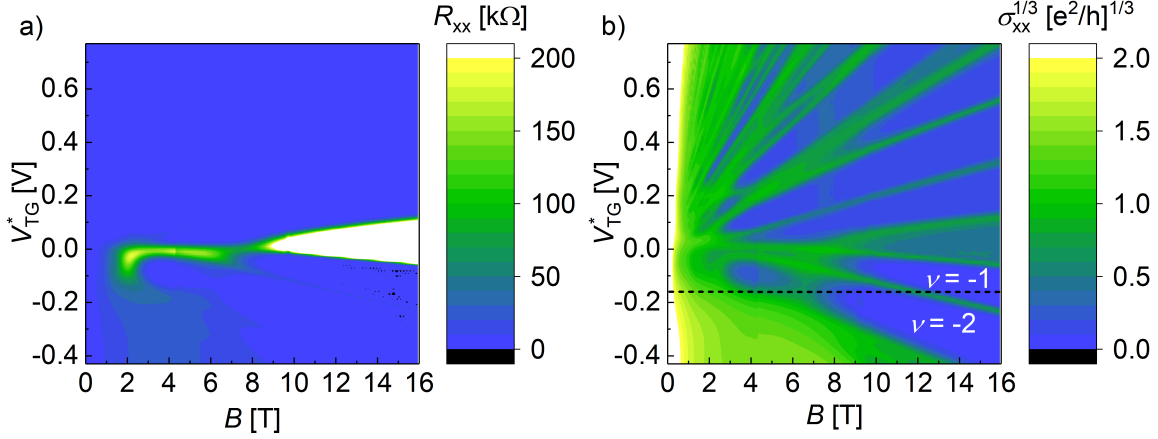 a)
R_xx [kΩ]
200
150
100
50
0
0.6
0.4
0.2
0.0
-0.2
-0.4
V*_TG [V]
0 2 4 6 8 10 12 14 16
B [T]
b)
σ_xx^1/3 [e²/h]^1/3
2.0
1.5
1.0
0.5
0.0
0.6
0.4
0.2
0.0
-0.2
-0.4
V*_TG [V]
ν = -1
ν = -2
0 2 4 6 8 10 12 14 16
B [T]